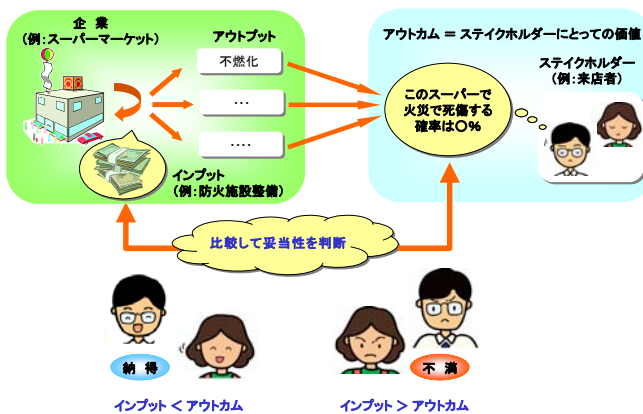 企 業
(例：スーパーマーケット)
アウトプット
不燃化
・・・
・・・・
インプット
(例：防火施設整備)
アウトカム ＝ ステイクホルダーにとっての価値
ステイクホルダー
(例：来店者)
このスーパーで
火災で死傷する
確率は〇％
比較して妥当性を判断
納 得
不 満
インプット ＜ アウトカム
インプット ＞ アウトカム